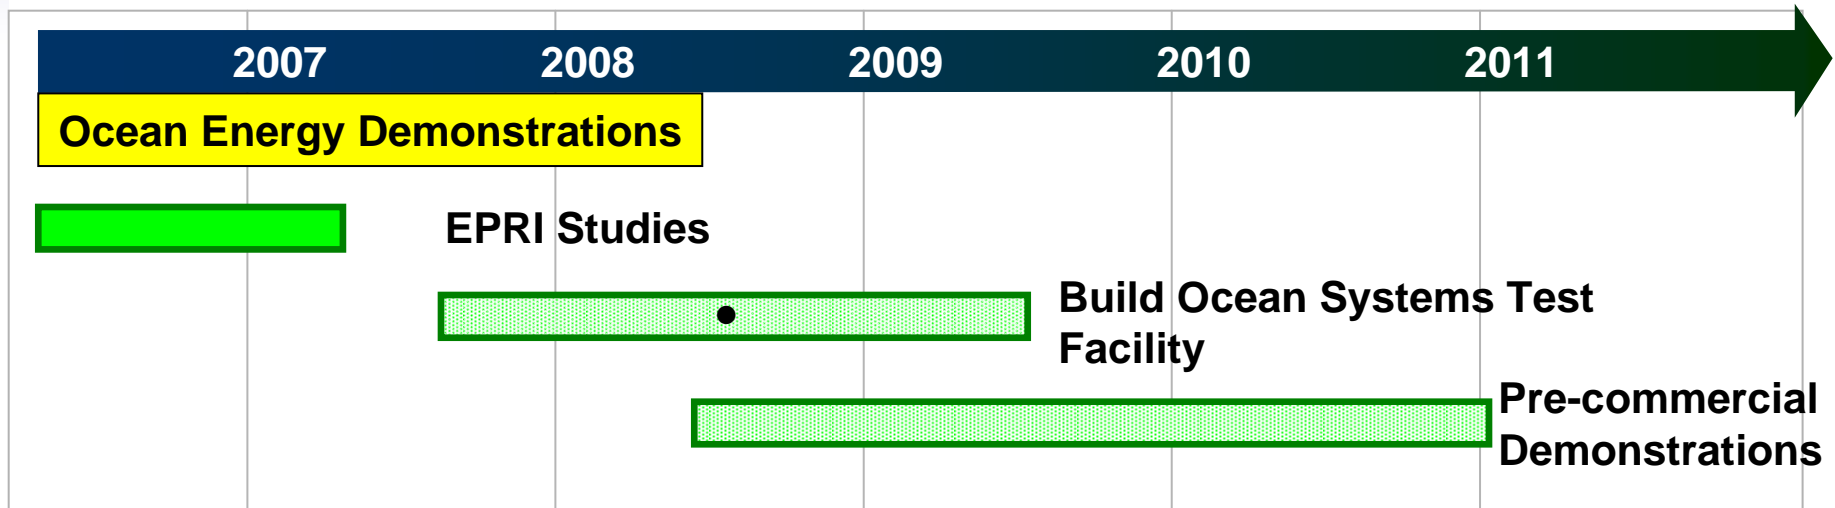 2007 2008 2009 2010 2011
Ocean Energy Demonstrations
EPRI Studies
Build Ocean Systems Test
Facility
Pre-commercial
Demonstrations